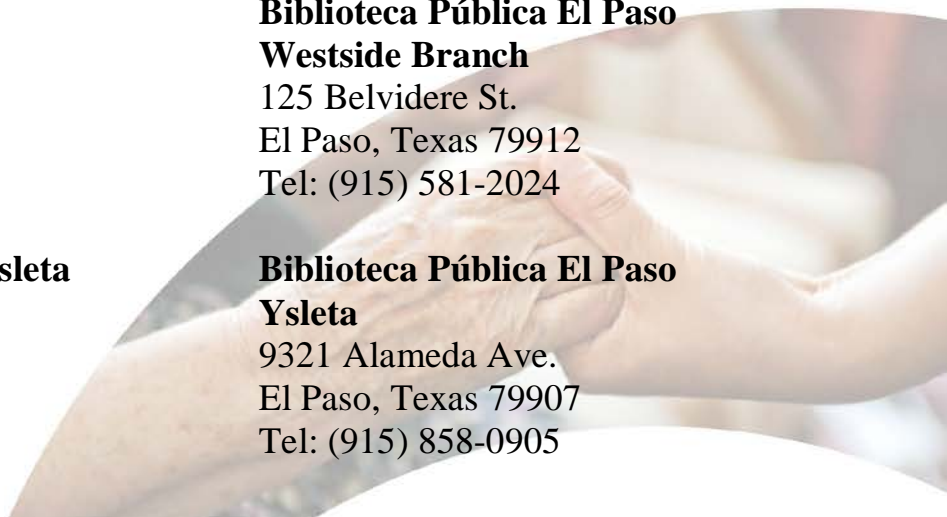 Biblioteca Pública El Paso
Westside Branch
125 Belvidere St.
El Paso, Texas 79912
Tel: (915) 581-2024
sleta
Biblioteca Pública El Paso
Ysleta
9321 Alameda Ave.
El Paso, Texas 79907
Tel: (915) 858-0905